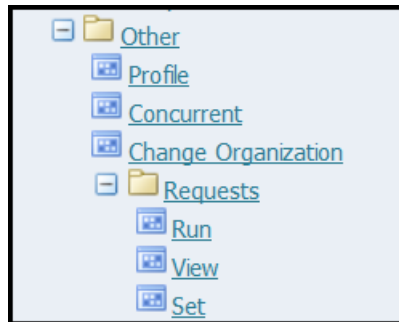 Other
Profile
Concurrent
Change Organization
Requests
Run
View
Set